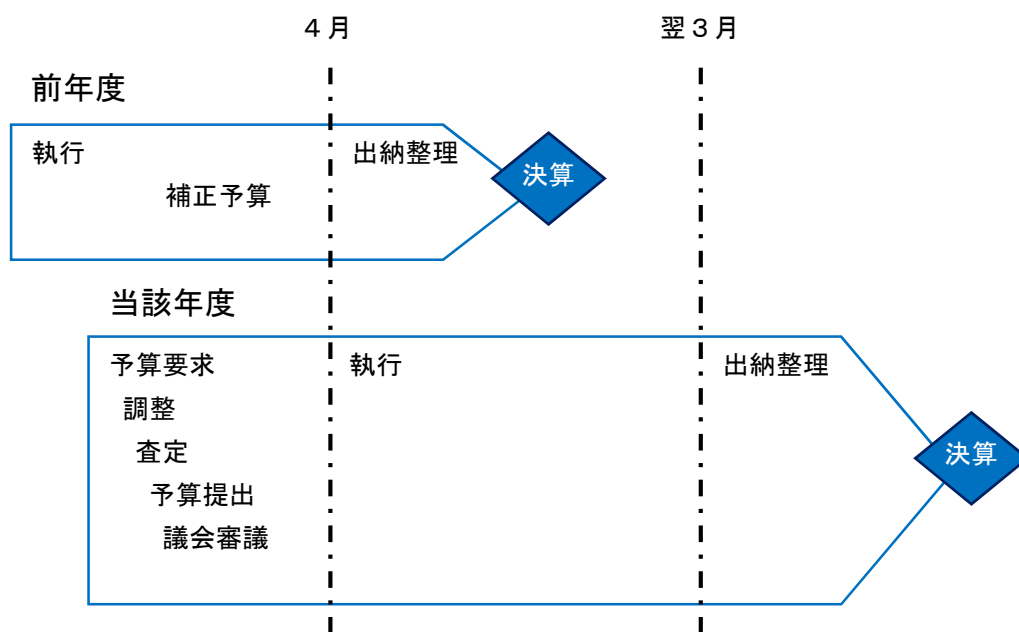 ４月
翌３月
前年度
執行
出納整理
補正予算
決算
当該年度
予算要求
執行
出納整理
調整
査定
予算提出
議会審議
決算